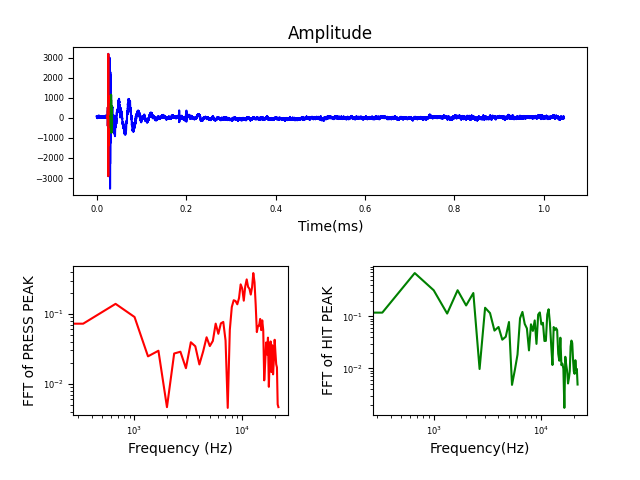 Amplitude
3000
2000
1000
0
−1000
−2000
−3000
0.0 0.2 0.4 0.6 0.8 1.0
Time(ms)
FFT of PRESS PEAK
10⁻¹
10⁻²
10³ 10⁴
Frequency (Hz)
FFT of HIT PEAK
10⁻¹
10⁻²
10³ 10⁴
Frequency(Hz)